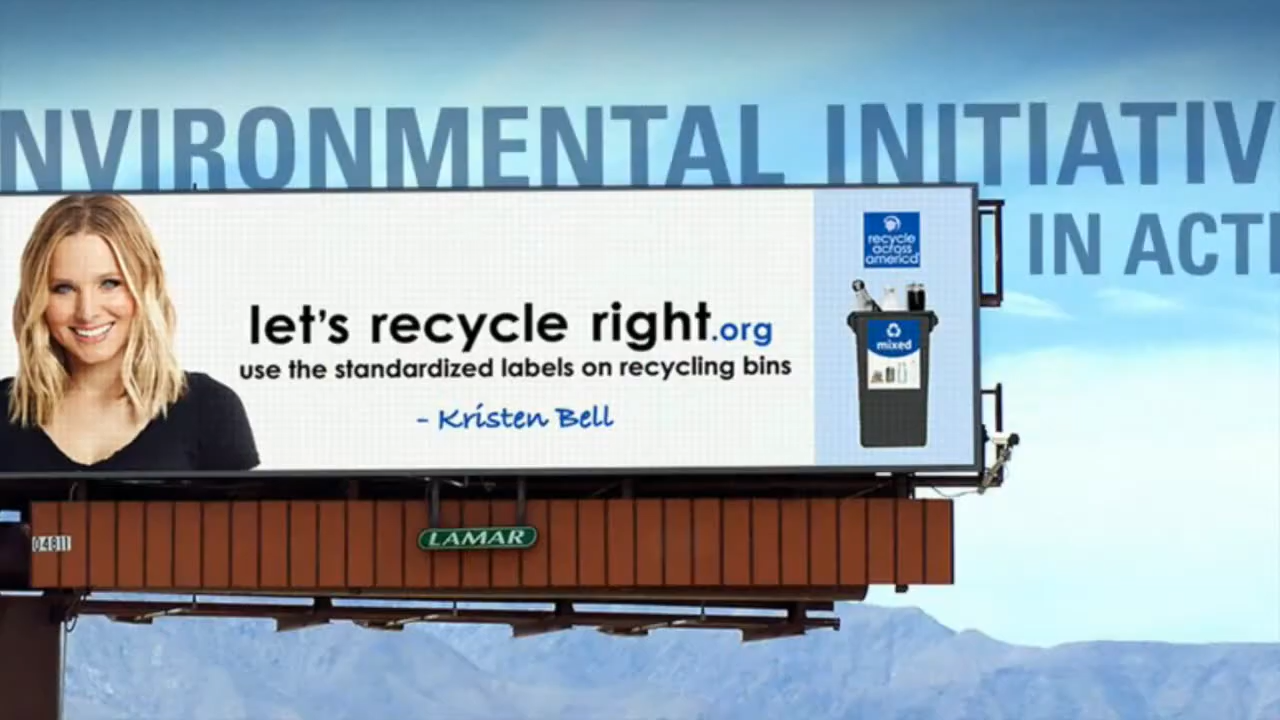 NVIRONMENTAL INITIATIV
IN ACTI
let's recycle right.org
use the standardized labels on recycling bins
- Kristen Bell
recycle
across
america
mixed
LAMAR
04811